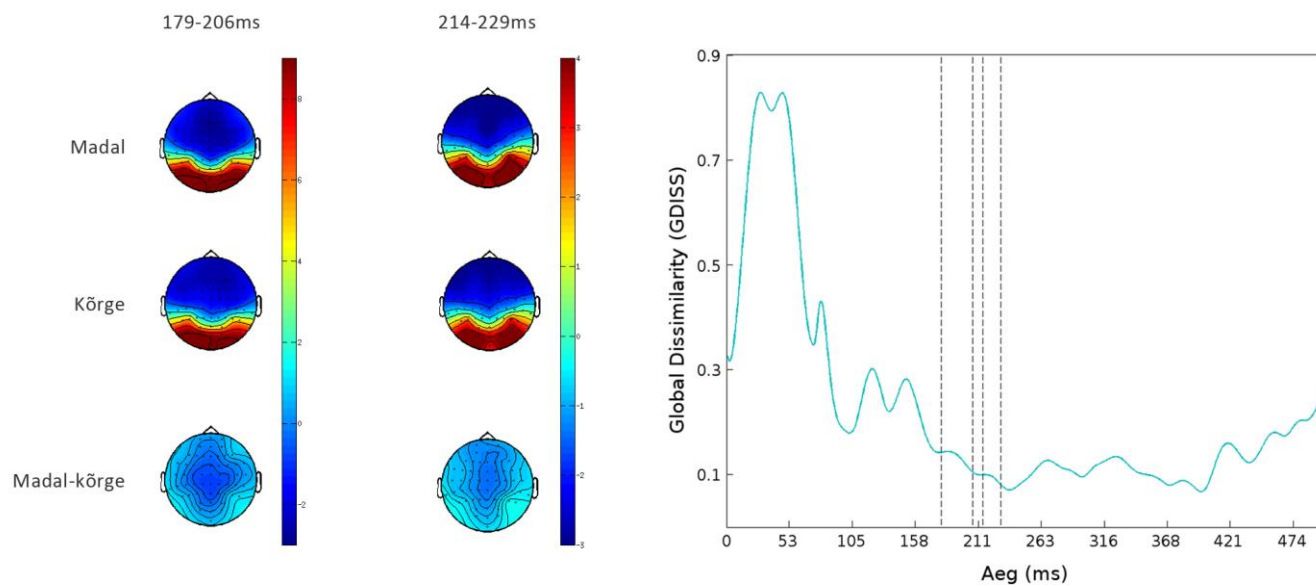 179-206ms
214-229ms
Madal
Kõrge
Madal-kõrge
8
6
4
2
0
-2
4
3
2
1
0
-1
-2
-3
Global Dissimilarity (GDISS)
0.9
0.7
0.5
0.3
0.1
0 53 105 158 211 263 316 368 421 474
Aeg (ms)